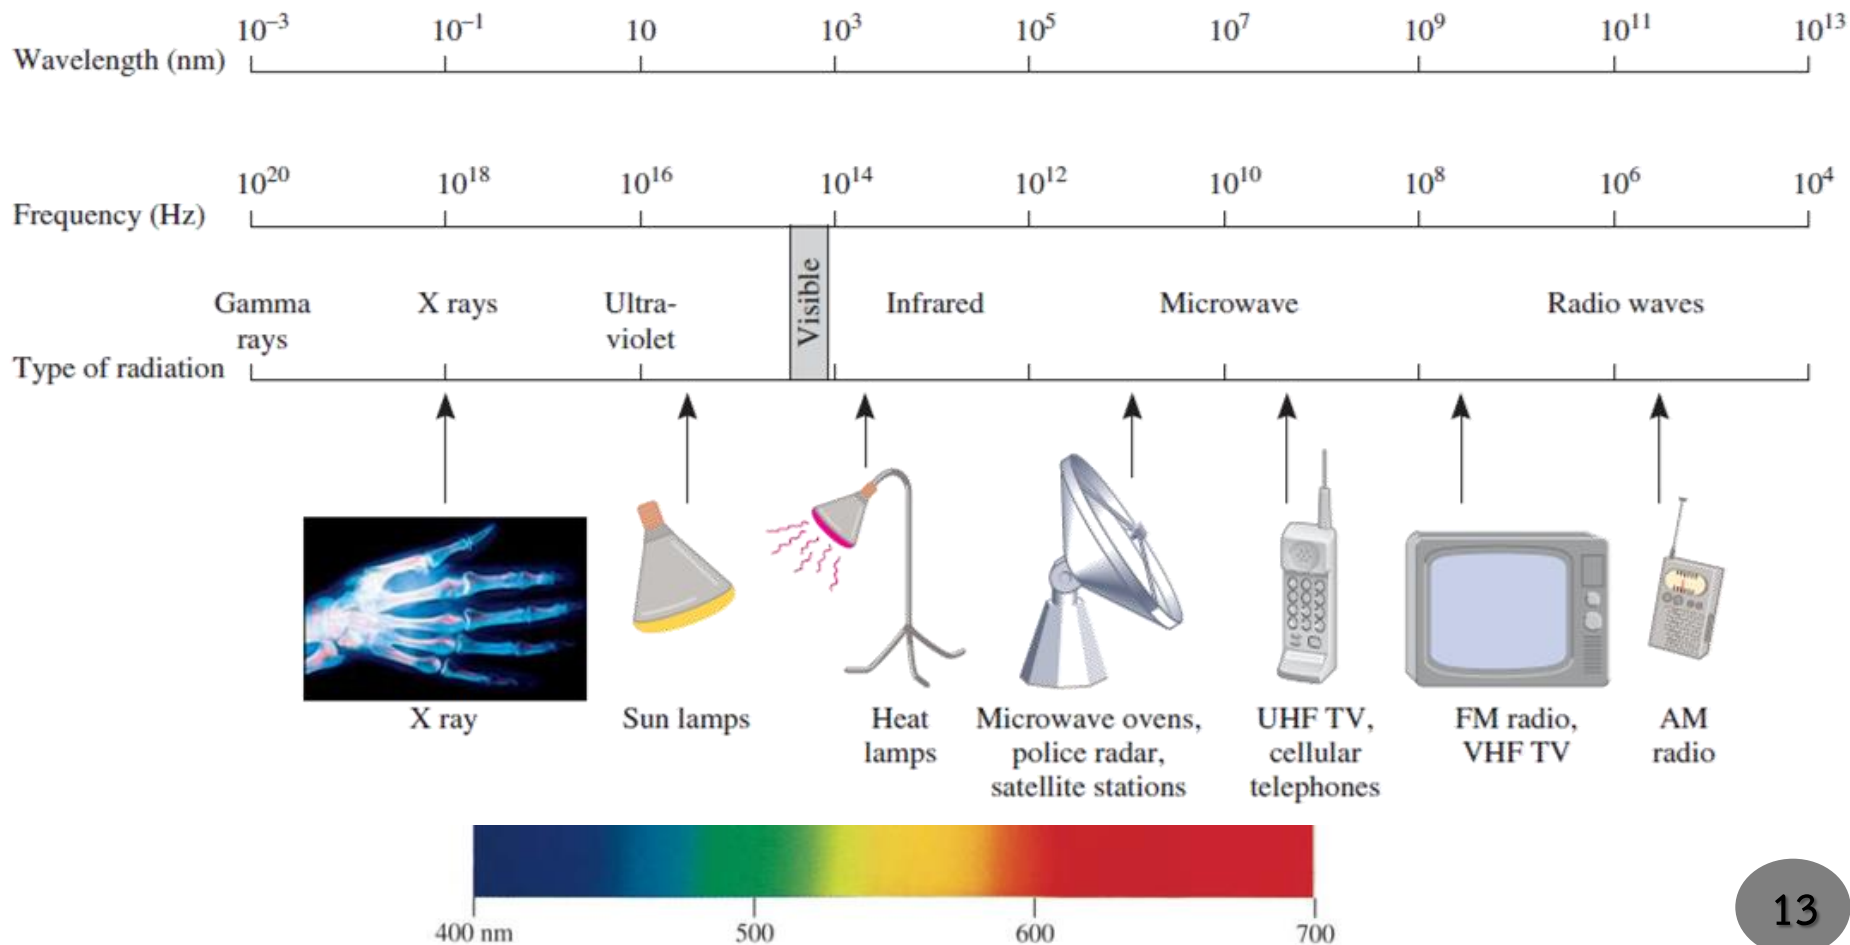 10⁻³ 10⁻¹ 10 10³ 10⁵ 10⁷ 10⁹ 10¹¹ 10¹³
Wavelength (nm)
10²⁰ 10¹⁸ 10¹⁶ 10¹⁴ 10¹² 10¹⁰ 10⁸ 10⁶ 10⁴
Frequency (Hz)
Gamma X rays Ultra- Visible Infrared Microwave Radio waves
rays violet
Type of radiation
X ray Sun lamps Heat Microwave ovens, UHF TV, FM radio, AM
lamps police radar, cellular VHF TV radio
satellite stations telephones
400 nm 500 600 700
13